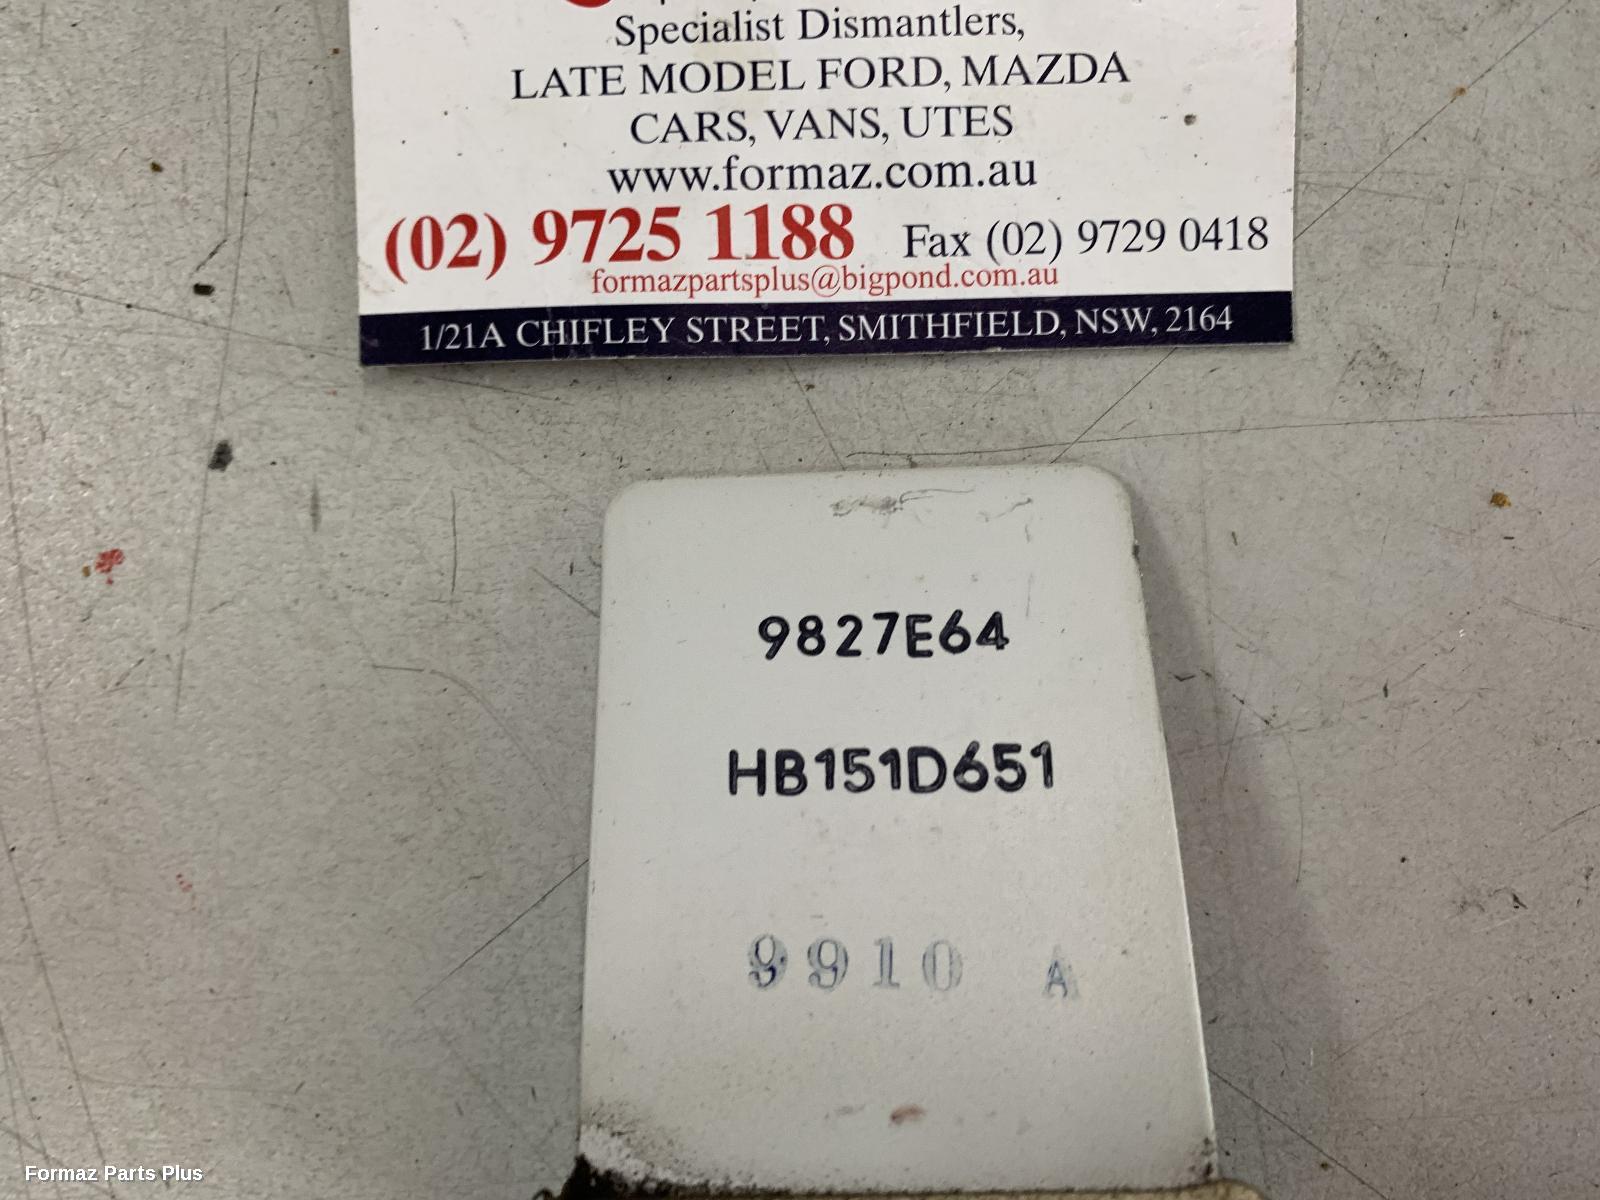 Specialist Dismantlers,
LATE MODEL FORD, MAZDA
CARS, VANS, UTES
www.formaz.com.au
(02) 9725 1188 Fax (02) 9729 0418
formazpartsplus@bigpond.com.au
1/21A CHIFLEY STREET, SMITHFIELD, NSW, 2164
9827E64
HB151D651
9910 A
Formaz Parts Plus